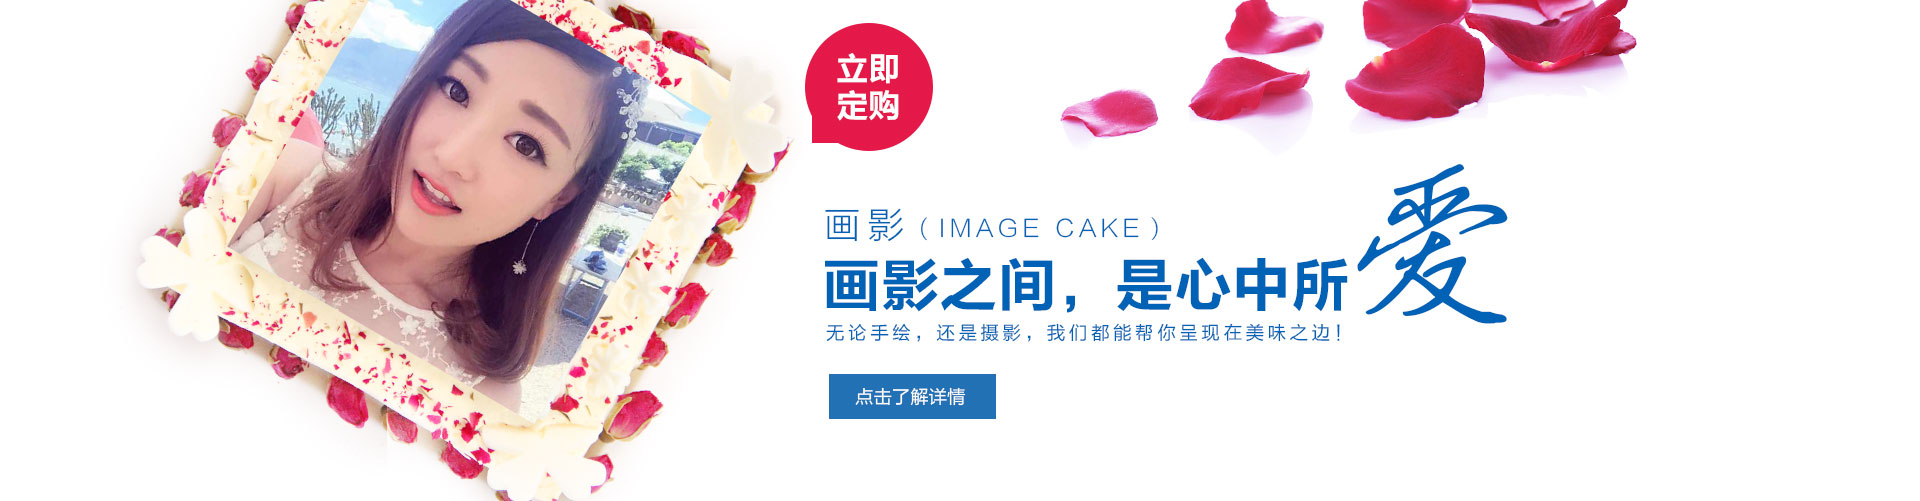 立即
定购
画影（IMAGE CAKE）
画影之间，是心中所爱
无论手绘，还是摄影，我们都能帮你呈现在美味之边！
点击了解详情